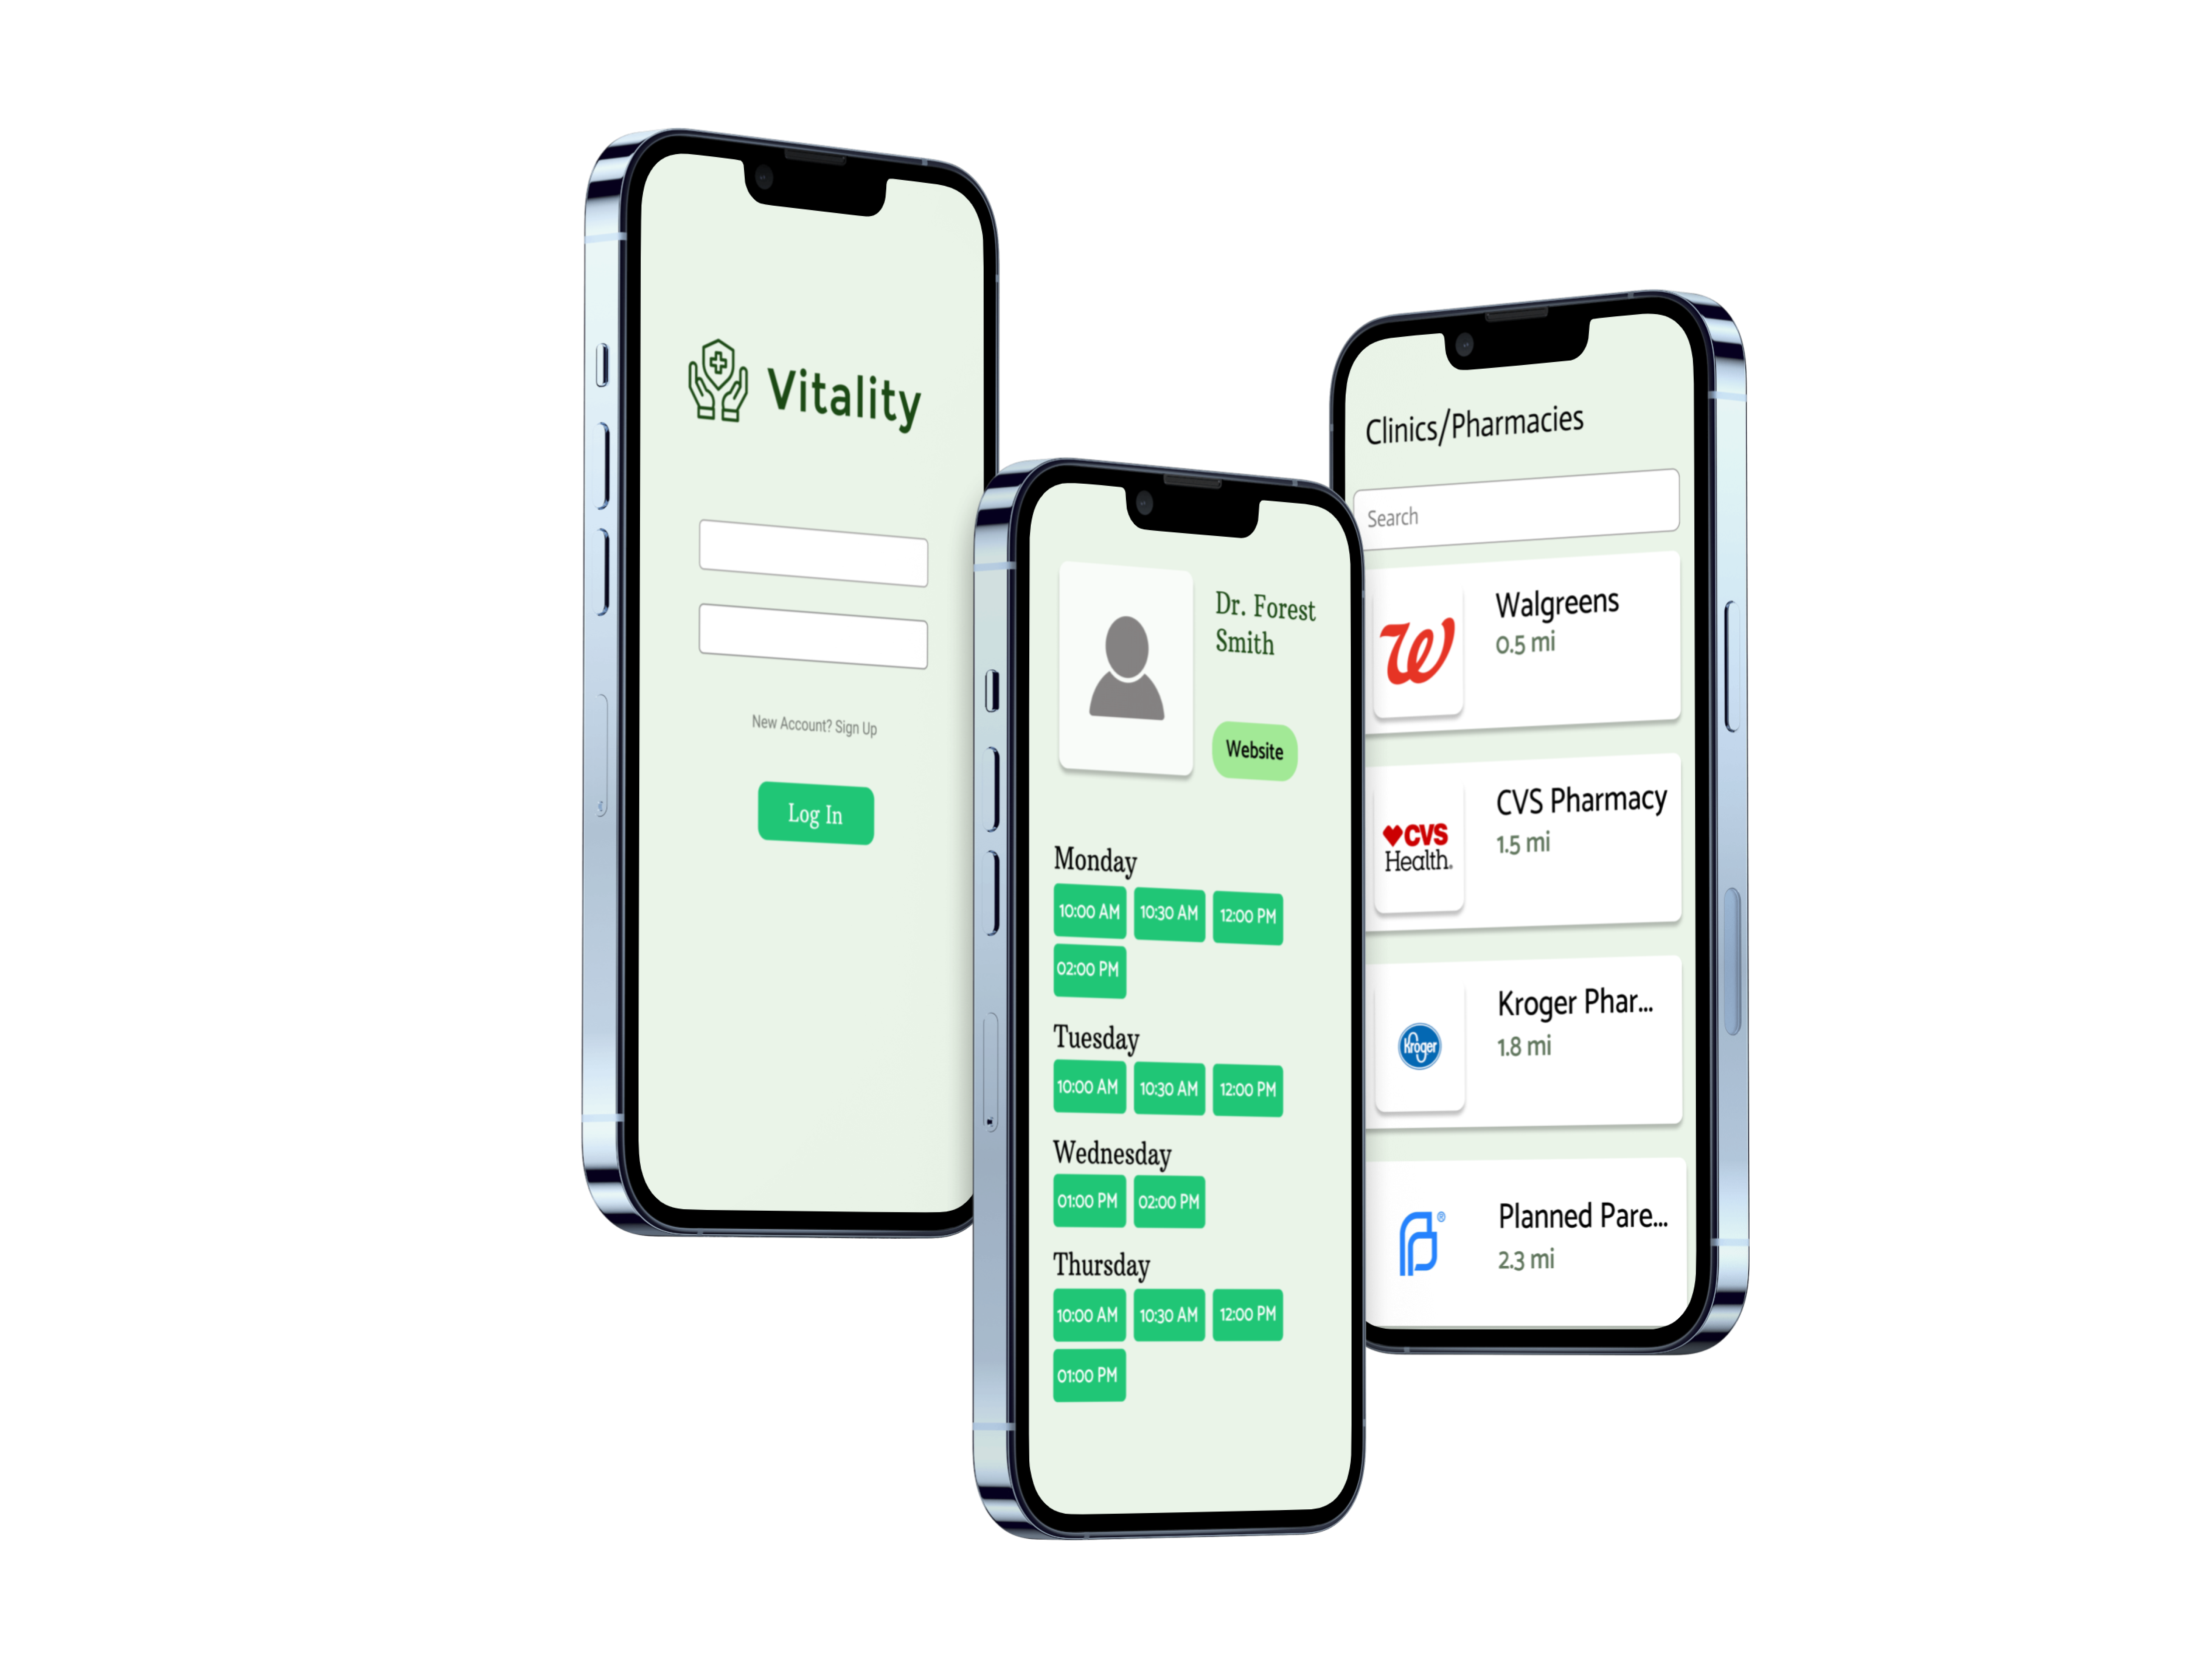 Vitality
New Account? Sign Up
Log In
Dr. Forest
Smith
Website
Monday
10:00 AM 10:30 AM 12:00 PM
02:00 PM
Tuesday
10:00 AM 10:30 AM 12:00 PM
Wednesday
01:00 PM 02:00 PM
Thursday
10:00 AM 10:30 AM 12:00 PM
01:00 PM
Clinics/Pharmacies
Search
W
Walgreens
0.5 mi
CVS
Health.
CVS Pharmacy
1.5 mi
Kroger
Kroger Phar...
1.8 mi
®
Planned Pare...
2.3 mi